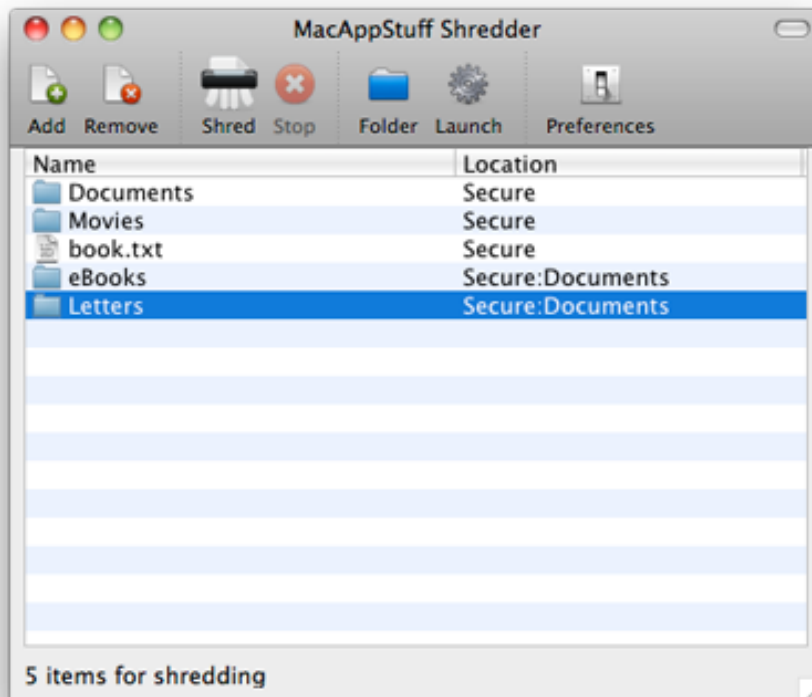 MacAppStuff Shredder
Add Remove Shred Stop Folder Launch Preferences
Name Location
Documents Secure
Movies Secure
book.txt Secure
eBooks Secure:Documents
Letters Secure:Documents
5 items for shredding